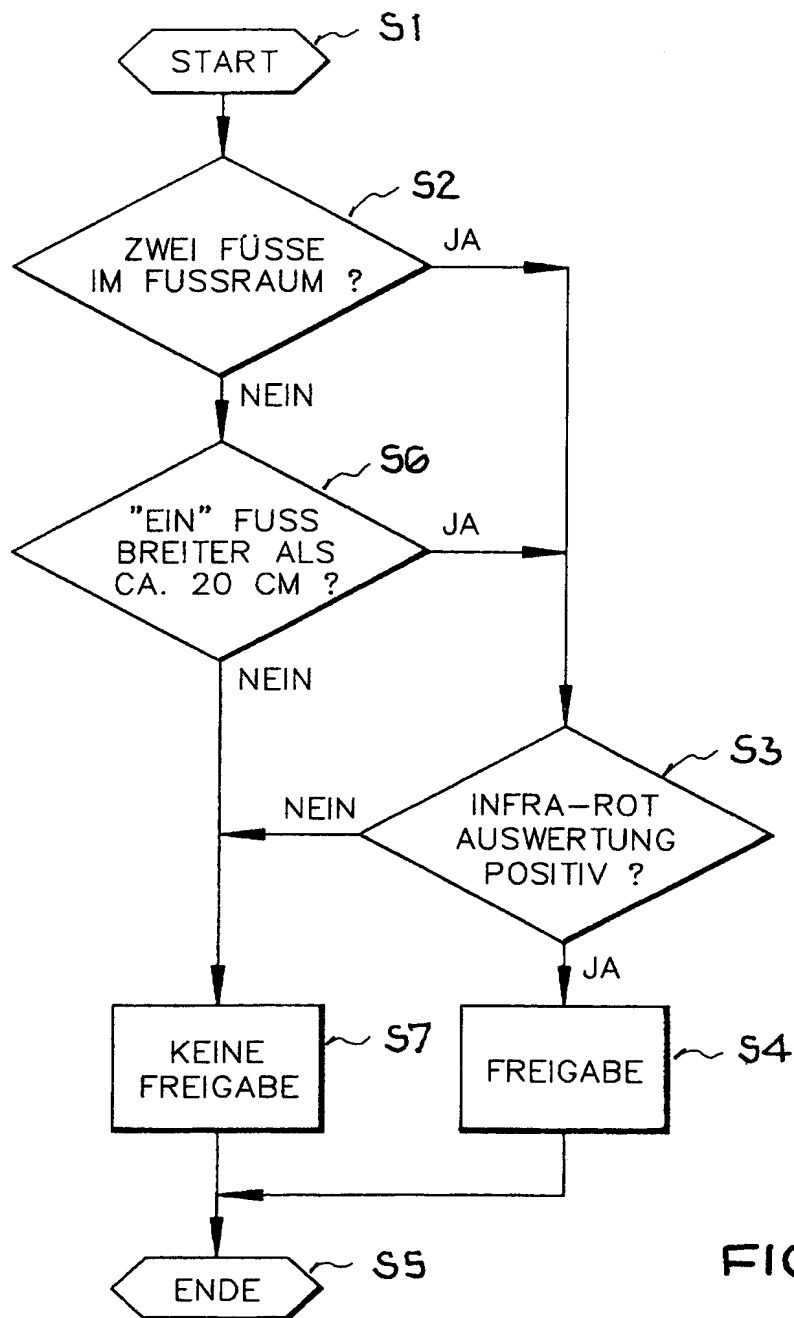 S1
START
S2
ZWEI FÜSSE
IM FUSSRAUM ?
JA
NEIN
S6
"EIN" FUSS
BREITER ALS
CA. 20 CM ?
JA
NEIN
S3
INFRA-ROT
AUSWERTUNG
POSITIV ?
NEIN
JA
S7
KEINE
FREIGABE
S4
FREIGABE
S5
ENDE